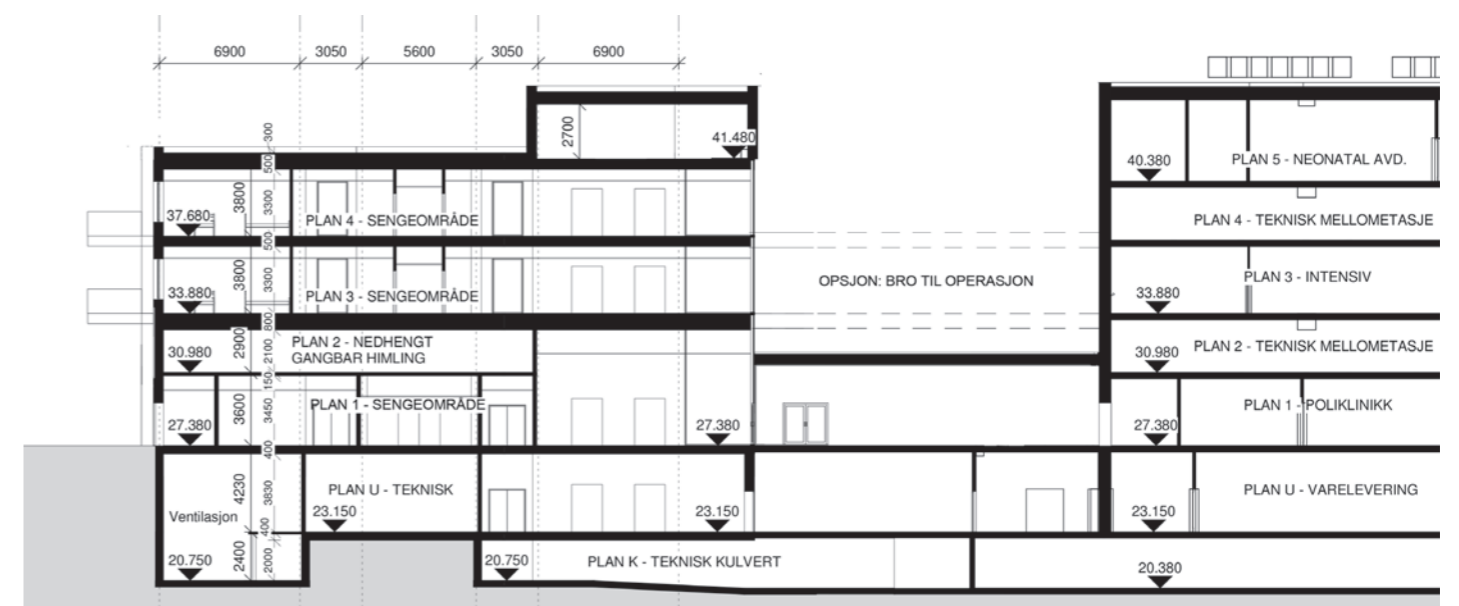 6900 3050 5600 3050 6900
300
2700
41.480
500
40.380 PLAN 5 - NEONATAL AVD.
3800 3300
37.680 PLAN 4 - SENGEOMRÅDE
PLAN 4 - TEKNISK MELLOMETASJE
500
3800 3300
33.880 PLAN 3 - SENGEOMRÅDE
OPSJON: BRO TIL OPERASJON
PLAN 3 - INTENSIV
33.880
800
2900 2100
30.980 PLAN 2 - NEDHENGT
GANGBAR HIMLING
30.980 PLAN 2 - TEKNISK MELLOMETASJE
150
3600 3450
PLAN 1 - SENGEOMRÅDE
PLAN 1 - POLIKLINIKK
27.380 27.380 27.380
400
4230 3830
PLAN U - TEKNISK
PLAN U - VARELEVERING
Ventilasjon 23.150 23.150 23.150
400
2400 2000
20.750 20.750 PLAN K - TEKNISK KULVERT
20.380